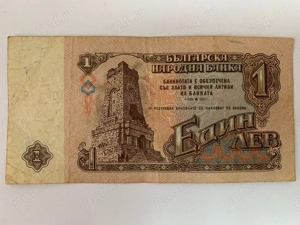 1
БЪЛГАРСКА
НАРОДНА БАНКА
БАНКНОТАТА Е ОБЕЗПЕЧЕНА
СЪС ЗЛАТО И ВСИЧКИ АКТИВИ
НА БАНКАТА
1
ЕДИН
ЛЕВ
1